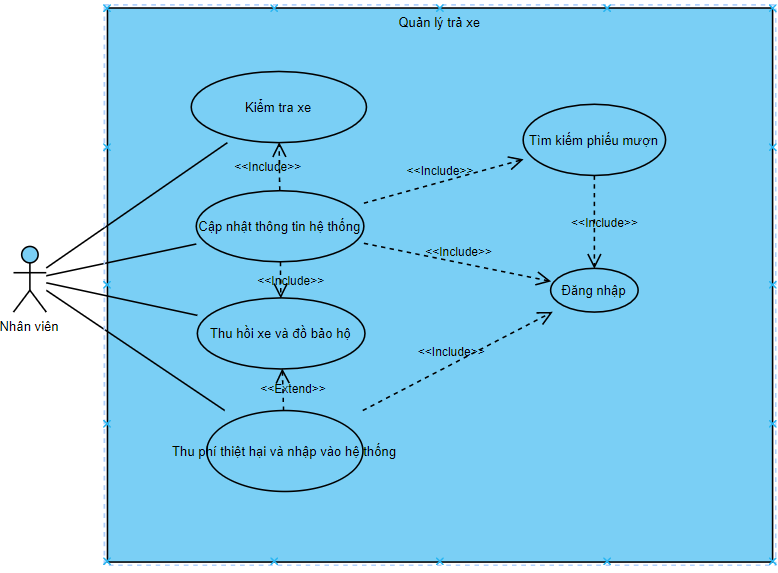 Quản lý trả xe
Kiểm tra xe
<<Include>>
Tìm kiếm phiếu mượn
<<Include>>
Cập nhật thông tin hệ thống
<<Include>>
<<Include>>
<<Include>>
Đăng nhập
Nhân viên
Thu hồi xe và đồ bảo hộ
<<Include>>
<<Extend>>
Thu phí thiệt hại và nhập vào hệ thống